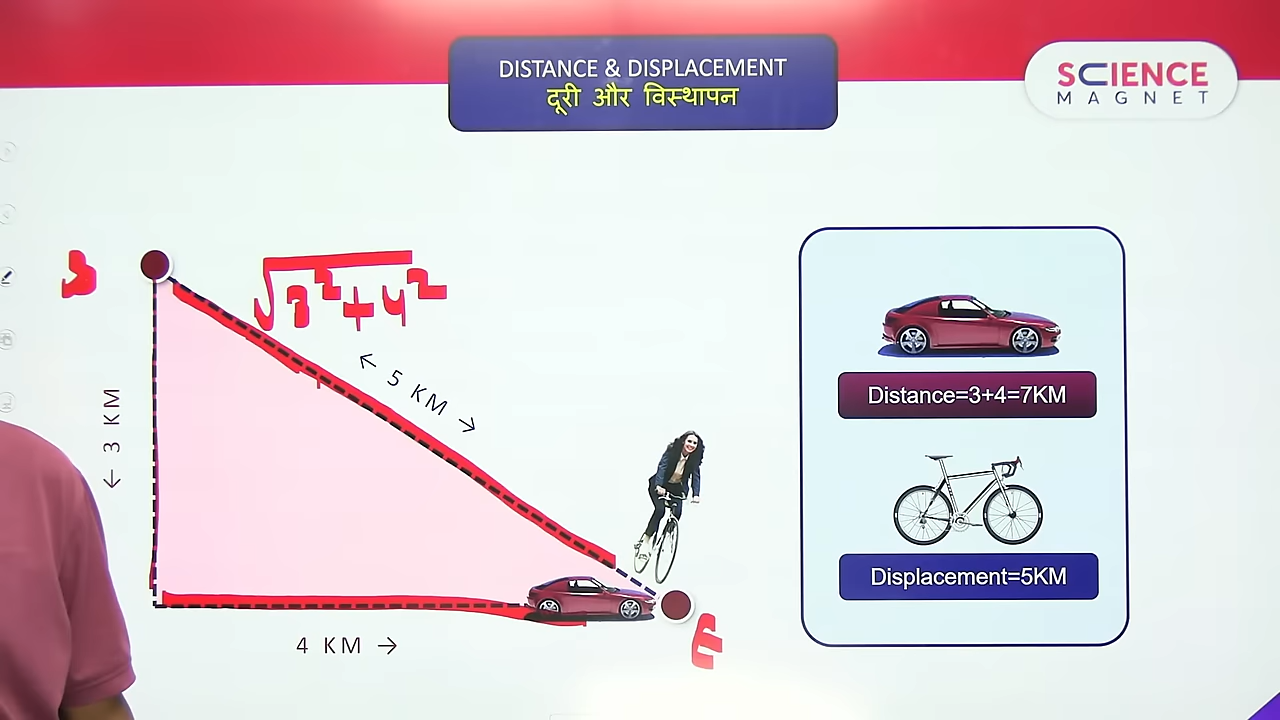 DISTANCE & DISPLACEMENT
दूरी और विस्थापन
SCIENCE
MAGNET
S
√3²+4²
← 5 KM →
← 3 KM
4 KM →
E
Distance=3+4=7KM
Displacement=5KM